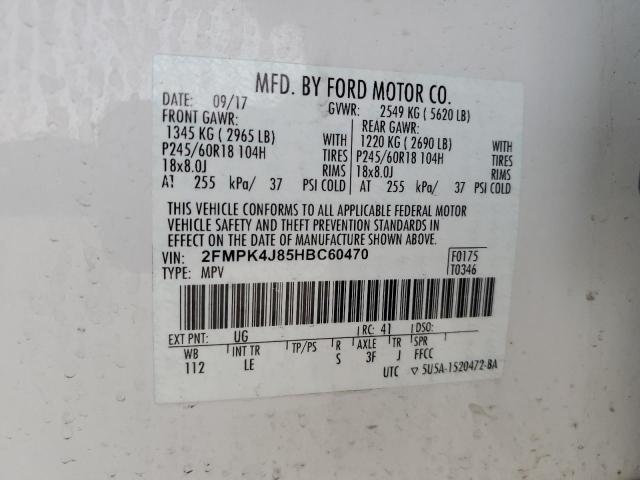 MFD. BY FORD MOTOR CO.
DATE: 09/17 GVWR: 2549 KG ( 5620 LB)
FRONT GAWR: REAR GAWR:
1345 KG ( 2965 LB) WITH 1220 KG ( 2690 LB) WITH
P245/60R18 104H TIRES P245/60R18 104H TIRES
18x8.0J RIMS 18x8.0J RIMS
AT 255 kPa/ 37 PSI COLD AT 255 kPa/ 37 PSI COLD
THIS VEHICLE CONFORMS TO ALL APPLICABLE FEDERAL MOTOR
VEHICLE SAFETY AND THEFT PREVENTION STANDARDS IN
EFFECT ON THE DATE OF MANUFACTURE SHOWN ABOVE.
VIN: 2FMPK4J85HBC60470 F0175
TYPE: MPV T0346
EXT PNT: UG RC: 41 DSO:
WB INT TR TP/PS R AXLE TR SPR
112 LE S 3F J FFCC
UTC ▽ 5U5A-1520472-BA